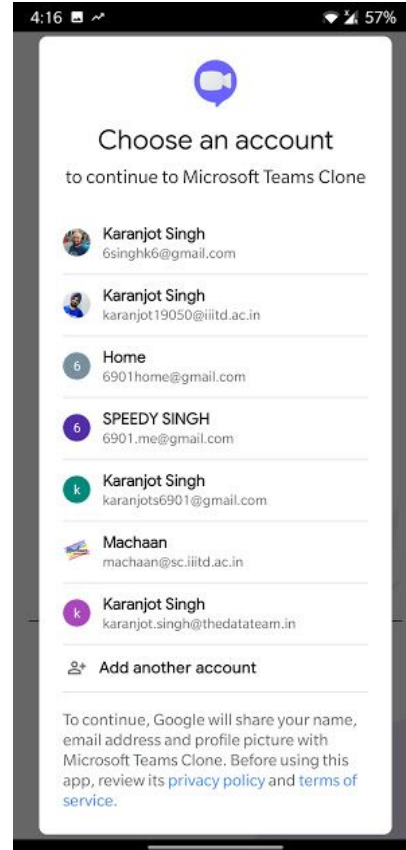 4:16 57%
Choose an account
to continue to Microsoft Teams Clone
Karanjot Singh
6singhk6@gmail.com
Karanjot Singh
karanjot19050@iiitd.ac.in
6 Home
6901home@gmail.com
6 SPEEDY SINGH
6901.me@gmail.com
k Karanjot Singh
karanjots6901@gmail.com
Machaan
machaan@sc.iiitd.ac.in
k Karanjot Singh
karanjot.singh@thedatateam.in
Add another account
To continue, Google will share your name,
email address and profile picture with
Microsoft Teams Clone. Before using this
app, review its privacy policy and terms of
service.